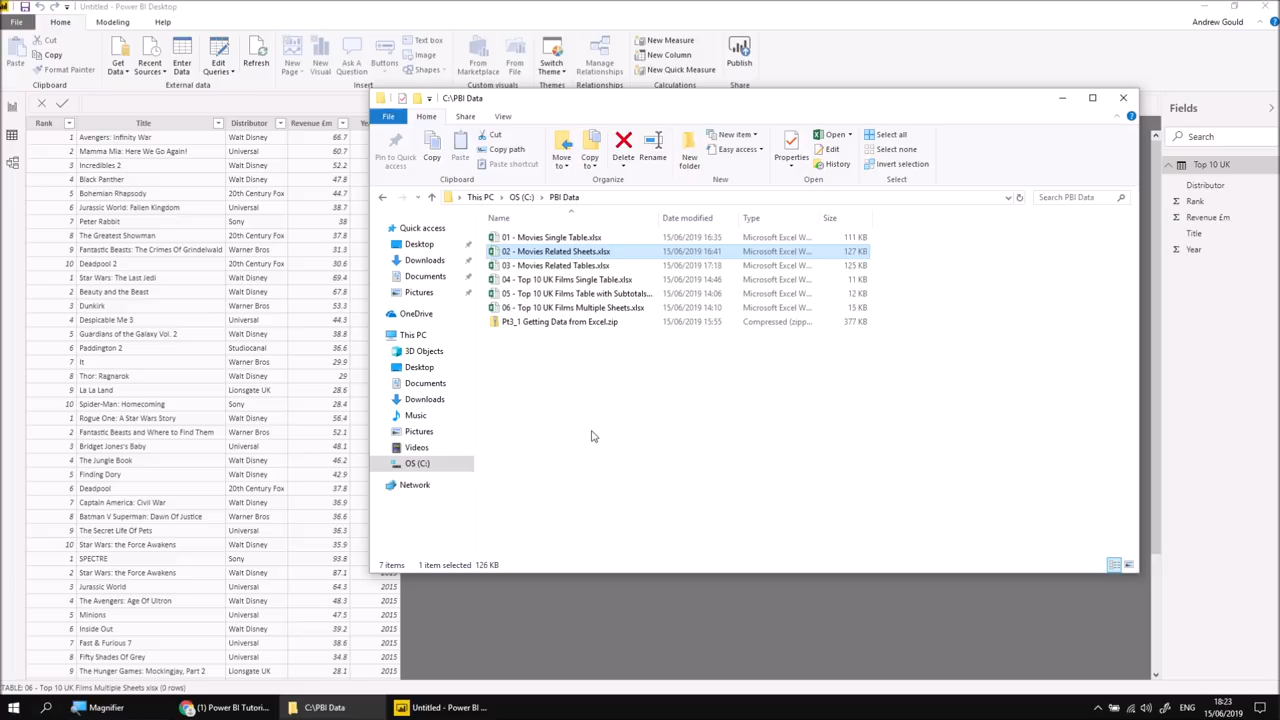 Untitled - Power BI Desktop
File Home Modeling Help Andrew Gould
Paste Cut Copy Format Painter Clipboard
Get Data Recent Sources Enter Data Edit Queries Refresh External data
New Page New Visual Ask A Question Buttons Text box Image Shapes Insert
From Marketplace From File Custom visuals
Switch Theme Themes
Manage Relationships Relationships
New Measure New Column New Quick Measure Calculations
Publish Share
Rank Title Distributor Revenue £m Ye
1 Avengers: Infinity War Walt Disney 66.7
2 Mamma Mia: Here We Go Again! Universal 60.7
3 Incredibles 2 Walt Disney 52.2
4 Black Panther Walt Disney 47.8
5 Bohemian Rhapsody 20th Century Fox 44.7
6 Jurassic World: Fallen Kingdom Universal 38.7
7 Peter Rabbit Sony 38
8 The Greatest Showman 20th Century Fox 36.1
9 Fantastic Beasts: The Crimes Of Grindelwald Warner Bros
10 Deadpool 2 20th Century Fox
1 Star Wars: The Last Jedi Walt Disney
2 Beauty and the Beast Walt Disney
3 Dunkirk Warner Bros
4 Despicable Me 3 Universal
5 Guardians of the Galaxy Vol. 2 Walt Disney
6 Paddington 2 Studiocanal
7 It Warner Bros 29.9
8 Thor: Ragnarok Walt Disney 29
9 La La Land Lionsgate UK 28.6
10 Spider-Man: Homecoming Sony 28.4
1 Rogue One: A Star Wars Story Walt Disney 56.4
2 Fantastic Beasts and Where to Find Them Warner Bros 52.1
3 Bridget Jones's Baby Universal 48.1
4 The Jungle Book Walt Disney 46.2
5 Finding Dory Walt Disney 42.9
6 Deadpool 20th Century Fox 37.8
7 Captain America: Civil War Walt Disney 36.9
8 Batman V Superman: Dawn Of Justice Warner Bros
9 The Secret Life Of Pets Universal 36.3
10 Star Wars: the Force Awakens Walt Disney 35.9
1 SPECTRE Sony 93.8
2 Star Wars: the Force Awakens Walt Disney 87.1
3 Jurassic World Universal 64.3 2015
4 The Avengers: Age Of Ultron Walt Disney 48.3 2015
5 Minions Universal 47.5 2015
6 Inside Out Walt Disney 39.2 2015
7 Fast & Furious 7 Universal 38.6 2015
8 Fifty Shades Of Grey Universal 34.8 2015
9 The Hunger Games: Mockingjay, Part 2 Lionsgate UK 28.1 2015
TABLE: 06 - Top 10 UK Films Multiple Sheets xlsx (0 rows)
C:\PBI Data
File Home Share View
Pin to Quick access Copy Paste Cut Copy path Paste shortcut Clipboard
Move to Copy to Delete Rename Organize
New folder New item Easy access New
Properties Open Edit History Open
Select all Select none Invert selection Select
This PC OS (C:) PBI Data Search PBI Data
Quick access
Desktop
Downloads
Documents
Pictures
OneDrive
This PC
3D Objects
Desktop
Documents
Downloads
Music
Pictures
Videos
OS (C:)
Network
Name Date modified Type Size
01 - Movies Single Table.xlsx 15/06/2019 16:35 Microsoft Excel W... 111 KB
02 - Movies Related Sheets.xlsx 15/06/2019 16:41 Microsoft Excel W... 127 KB
03 - Movies Related Tables.xlsx 15/06/2019 17:18 Microsoft Excel W... 125 KB
04 - Top 10 UK Films Single Table.xlsx 15/06/2019 14:46 Microsoft Excel W... 11 KB
05 - Top 10 UK Films Table with Subtotals... 15/06/2019 14:06 Microsoft Excel W... 12 KB
06 - Top 10 UK Films Multiple Sheets.xlsx 15/06/2019 14:10 Microsoft Excel W... 15 KB
Pt3_1 Getting Data from Excel.zip 15/06/2019 15:55 Compressed (zipp... 377 KB
7 items 1 item selected 126 KB
Fields
Search
Top 10 UK
Distributor
Rank
Revenue £m
Title
Year
Magnifier (1) Power BI Tutori... C:\PBI Data Untitled - Power BI ...
18:23
15/06/2019